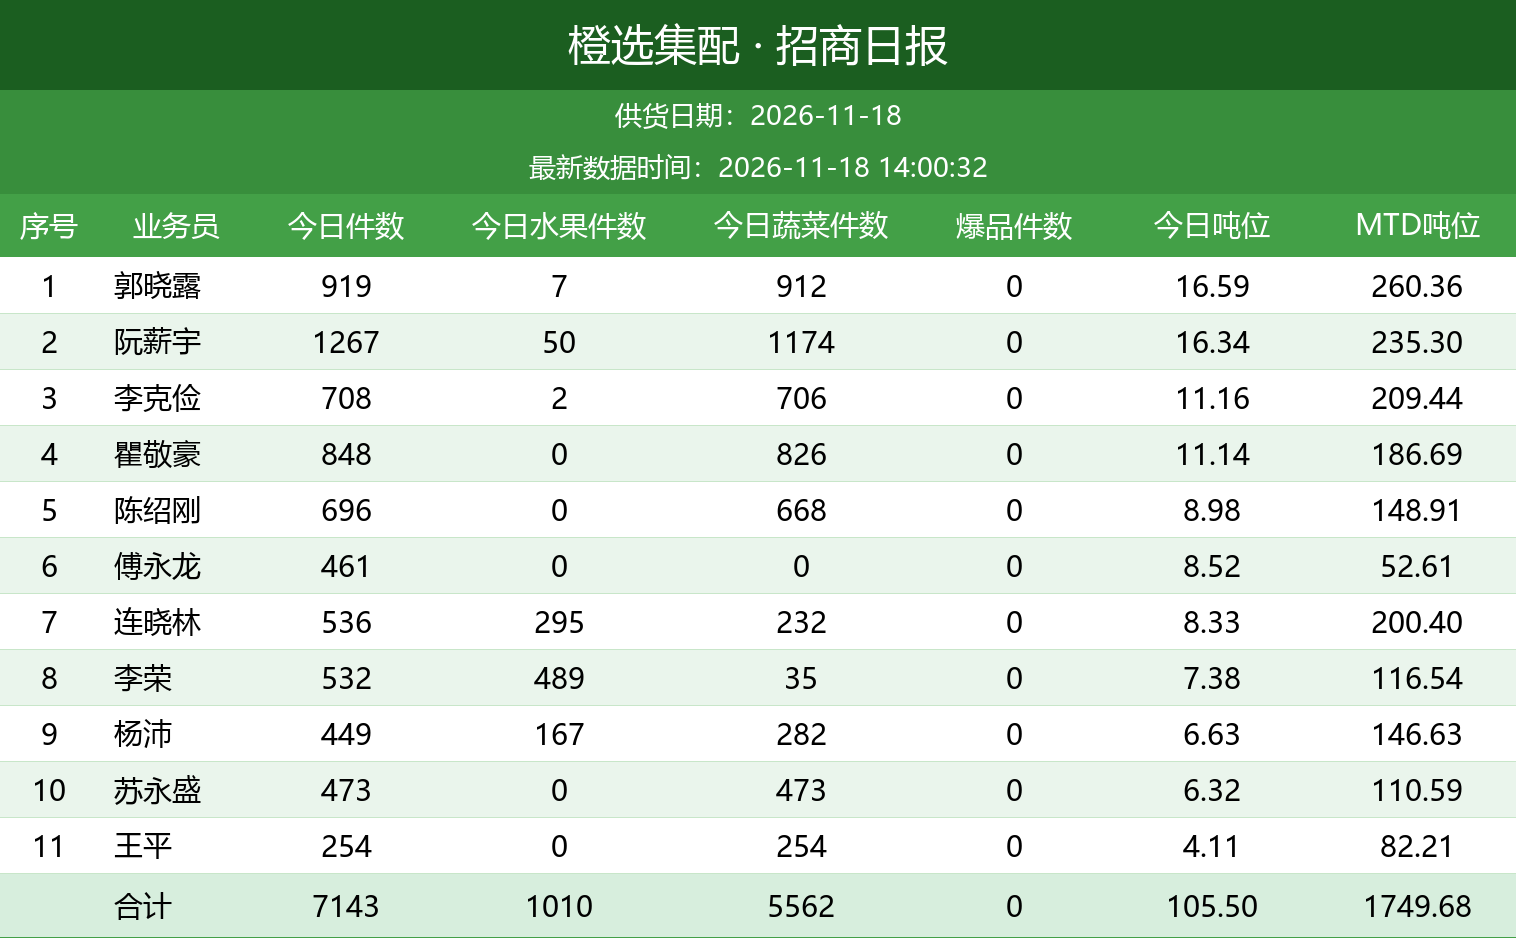 橙选集配 · 招商日报
供货日期：2026-11-18
最新数据时间：2026-11-18 14:00:32
序号 业务员 今日件数 今日水果件数 今日蔬菜件数 爆品件数 今日吨位 MTD吨位
1 郭晓露 919 7 912 0 16.59 260.36
2 阮薪宇 1267 50 1174 0 16.34 235.30
3 李克俭 708 2 706 0 11.16 209.44
4 瞿敬豪 848 0 826 0 11.14 186.69
5 陈绍刚 696 0 668 0 8.98 148.91
6 傅永龙 461 0 0 0 8.52 52.61
7 连晓林 536 295 232 0 8.33 200.40
8 李荣 532 489 35 0 7.38 116.54
9 杨沛 449 167 282 0 6.63 146.63
10 苏永盛 473 0 473 0 6.32 110.59
11 王平 254 0 254 0 4.11 82.21
合计 7143 1010 5562 0 105.50 1749.68